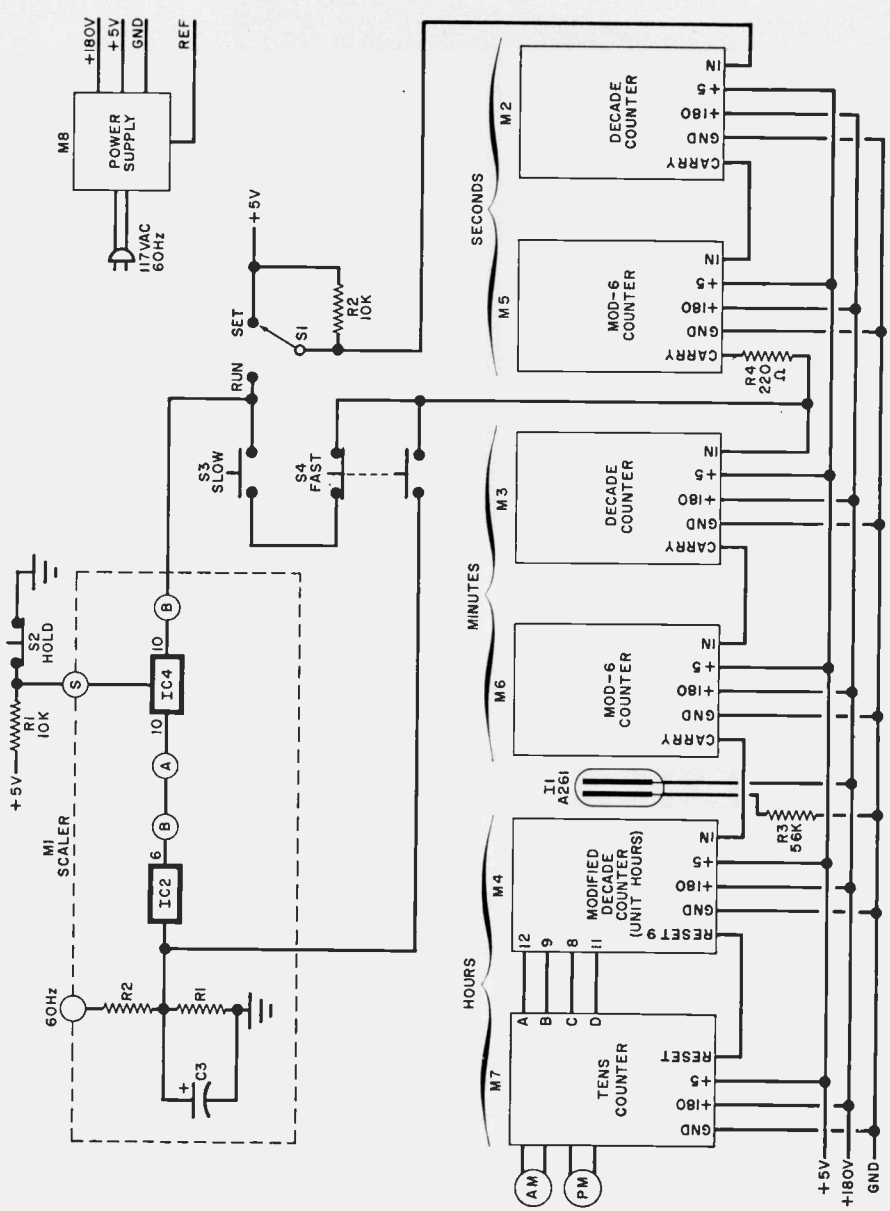 60Hz
M1
SCALER
+5V
R1
10K
S2
HOLD
S
R2
R1
+
C3
IC2
6
B
A
10
IC4
10
B
M8
POWER
SUPPLY
117VAC
60Hz
+180V
+5V
GND
REF
S3
SLOW
S4
FAST
RUN
SET
S1
+5V
R2
10K
HOURS
MINUTES
SECONDS
M7
TENS
COUNTER
AM
PM
A
B
C
D
GND
+180
+5
RESET
M4
MODIFIED
DECADE
COUNTER
(UNIT HOURS)
12
9
8
11
RESET 9
GND
+180
+5
IN
I1
A261
R3
56K
M6
MOD-6
COUNTER
CARRY
GND
+180
+5
IN
M3
DECADE
COUNTER
CARRY
GND
+180
+5
IN
M5
MOD-6
COUNTER
CARRY
GND
+180
+5
IN
R4
220
Ω
M2
DECADE
COUNTER
CARRY
GND
+180
+5
IN
+5V
+180V
GND